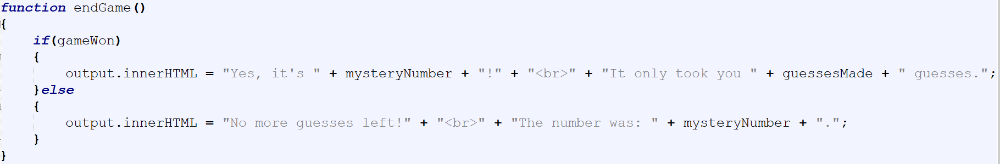 function endGame()
{
    if(gameWon)
    {
        output.innerHTML = "Yes, it's " + mysteryNumber + "!" + "<br>" + "It only took you " + guessesMade + " guesses.";
    }else
    {
        output.innerHTML = "No more guesses left!" + "<br>" + "The number was: " + mysteryNumber + ".";
    }
}